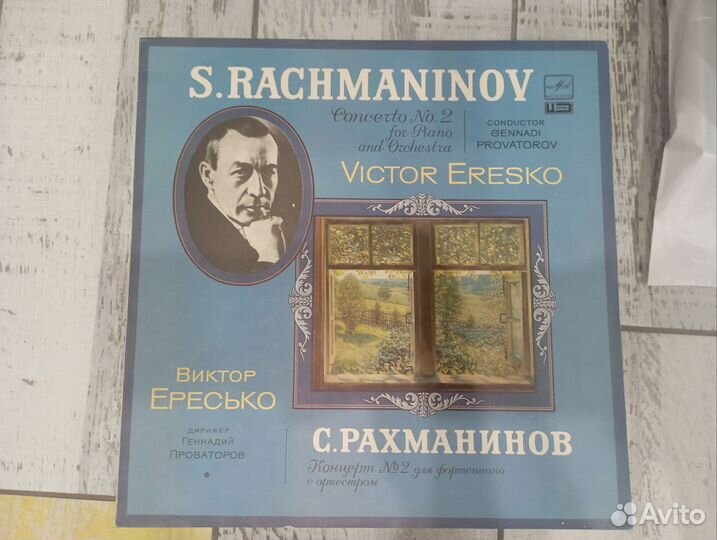 S.RACHMANINOV
Concerto No.2
for Piano
and Orchestra
CONDUCTOR
GENNADI
PROVATOROV
VICTOR ERESKO
ВИКТОР
ЕРЕСЬКО
ДИРИЖЕР
ГЕННАДИЙ
ПРОВАТОРОВ
С.РАХМАНИНОВ
Концерт №2 для фортепиано
с оркестром
Avito